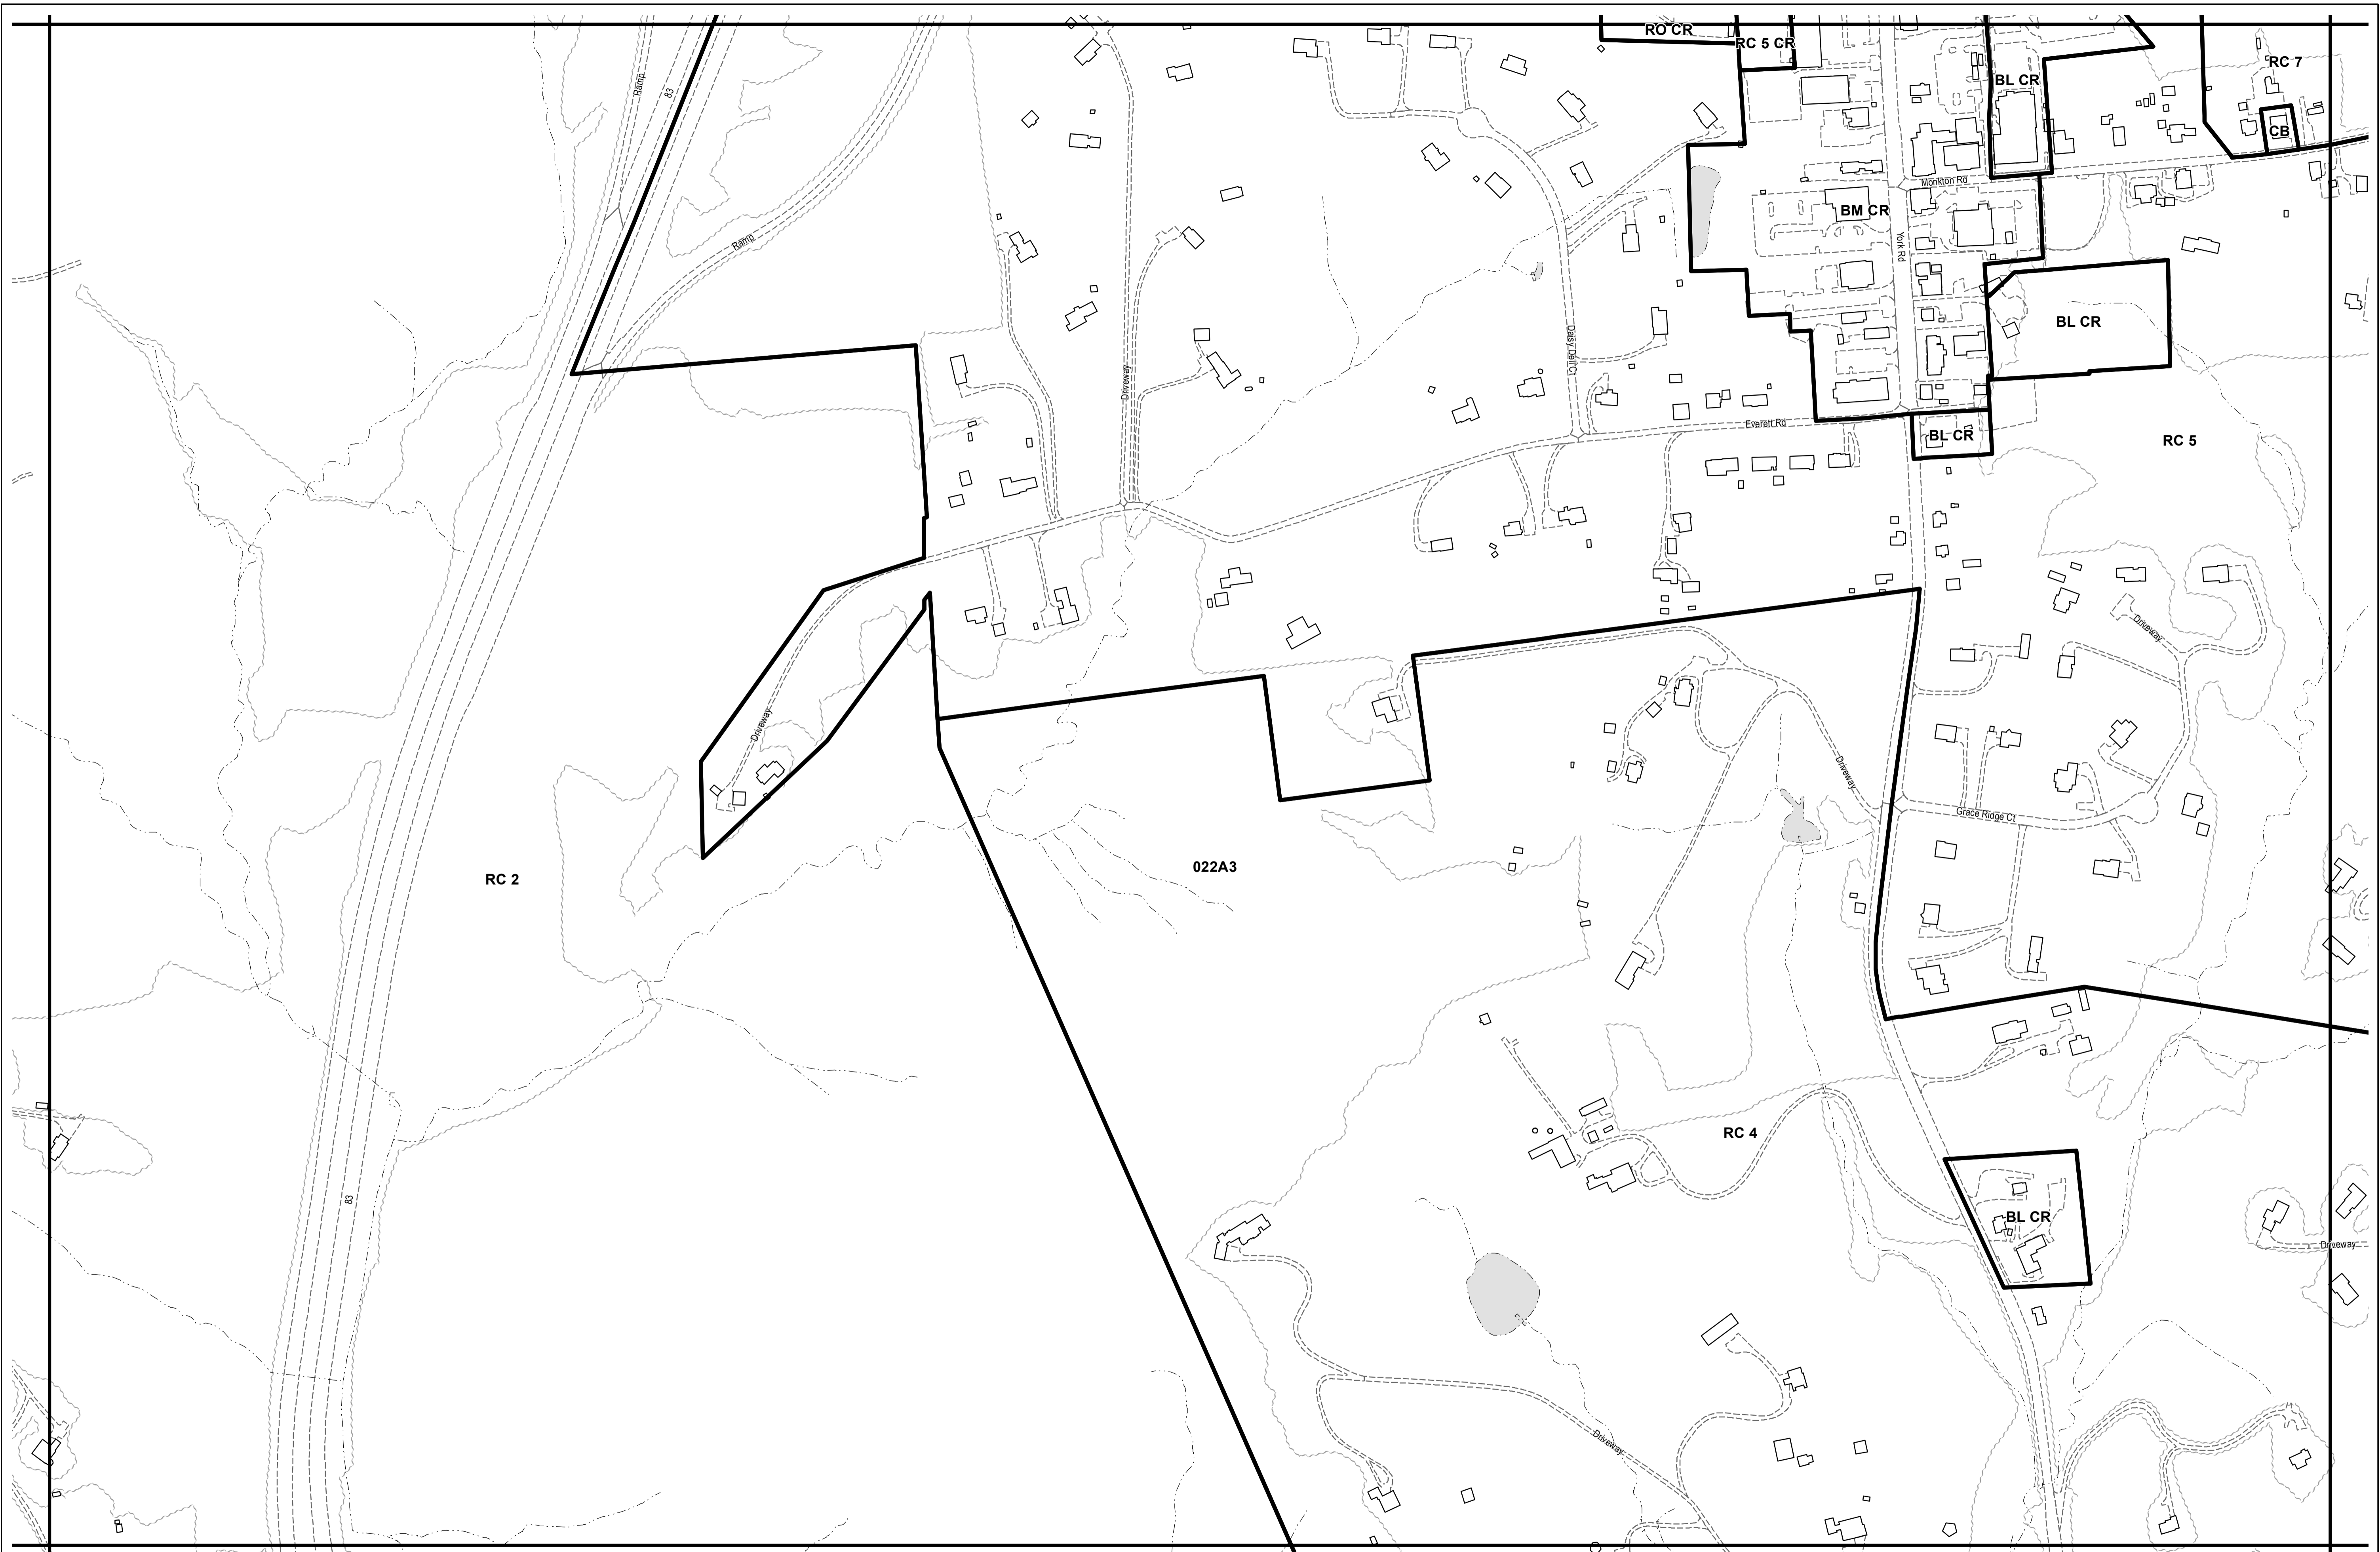 RO CR
RC 5 CR
RC 7
BL CR
Ramp
83
CB
Monkton Rd
BM CR
Ramp
York Rd
BL CR
Daisy Dell Ct
Driveway
Everett Rd
BL CR
RC 5
Driveway
Driveway
Driveway
Grace Ridge Ct
022A3
RC 2
RC 4
83
BL CR
Driveway
Driveway